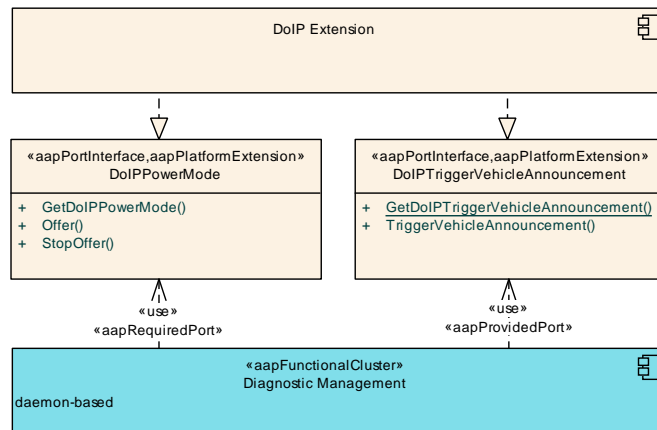 DoIP Extension
«aapPortInterface,aapPlatformExtension»
DoIPPowerMode
+ GetDoIPPowerMode()
+ Offer()
+ StopOffer()
«aapPortInterface,aapPlatformExtension»
DoIPTriggerVehicleAnnouncement
+ GetDoIPTriggerVehicleAnnouncement()
+ TriggerVehicleAnnouncement()
«use»
«aapRequiredPort»
«use»
«aapProvidedPort»
«aapFunctionalCluster»
Diagnostic Management
daemon-based